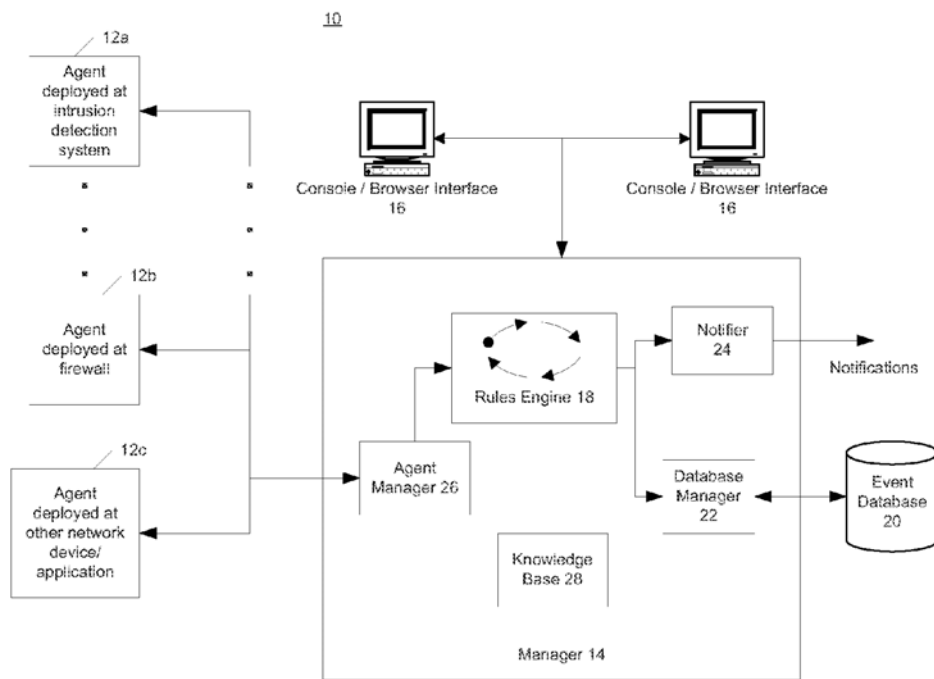 10
12a
Agent
deployed at
intrusion
detection
system
Console / Browser Interface
16
Console / Browser Interface
16
12b
Agent
deployed at
firewall
Rules Engine 18
Notifier
24
Notifications
12c
Agent
deployed at
other network
device/
application
Agent
Manager 26
Database
Manager
22
Event
Database
20
Knowledge
Base 28
Manager 14